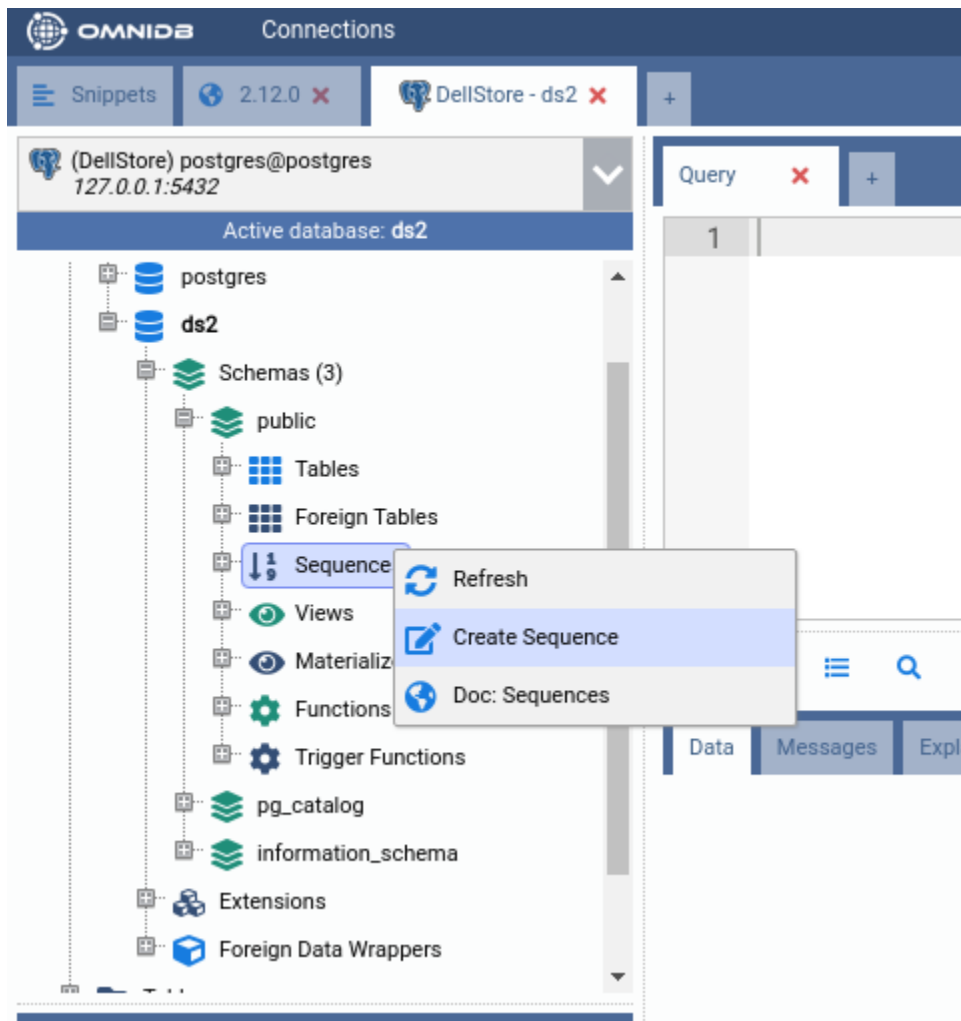 OMNIDB Connections
Snippets 2.12.0 DellStore - ds2 +
(DellStore) postgres@postgres
127.0.0.1:5432
Active database: ds2
postgres
ds2
Schemas (3)
public
Tables
Foreign Tables
Sequence
Views
Materializ
Functions
Trigger Functions
pg_catalog
information_schema
Extensions
Foreign Data Wrappers
Refresh
Create Sequence
Doc: Sequences
Query +
1
Data Messages Expl